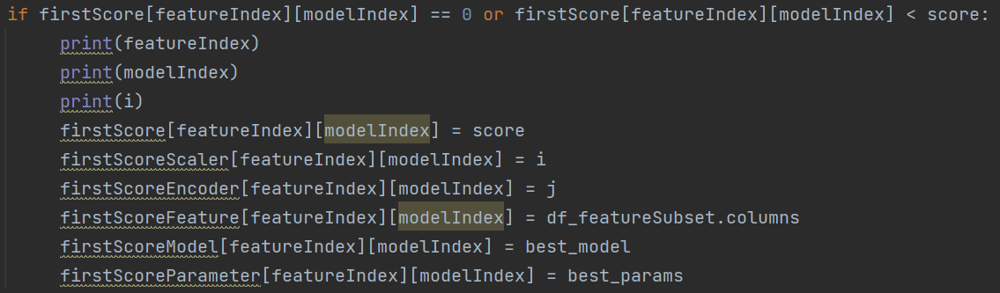 if firstScore[featureIndex][modelIndex] == 0 or firstScore[featureIndex][modelIndex] < score:
print(featureIndex)
print(modelIndex)
print(i)
firstScore[featureIndex][modelIndex] = score
firstScoreScaler[featureIndex][modelIndex] = i
firstScoreEncoder[featureIndex][modelIndex] = j
firstScoreFeature[featureIndex][modelIndex] = df_featureSubset.columns
firstScoreModel[featureIndex][modelIndex] = best_model
firstScoreParameter[featureIndex][modelIndex] = best_params